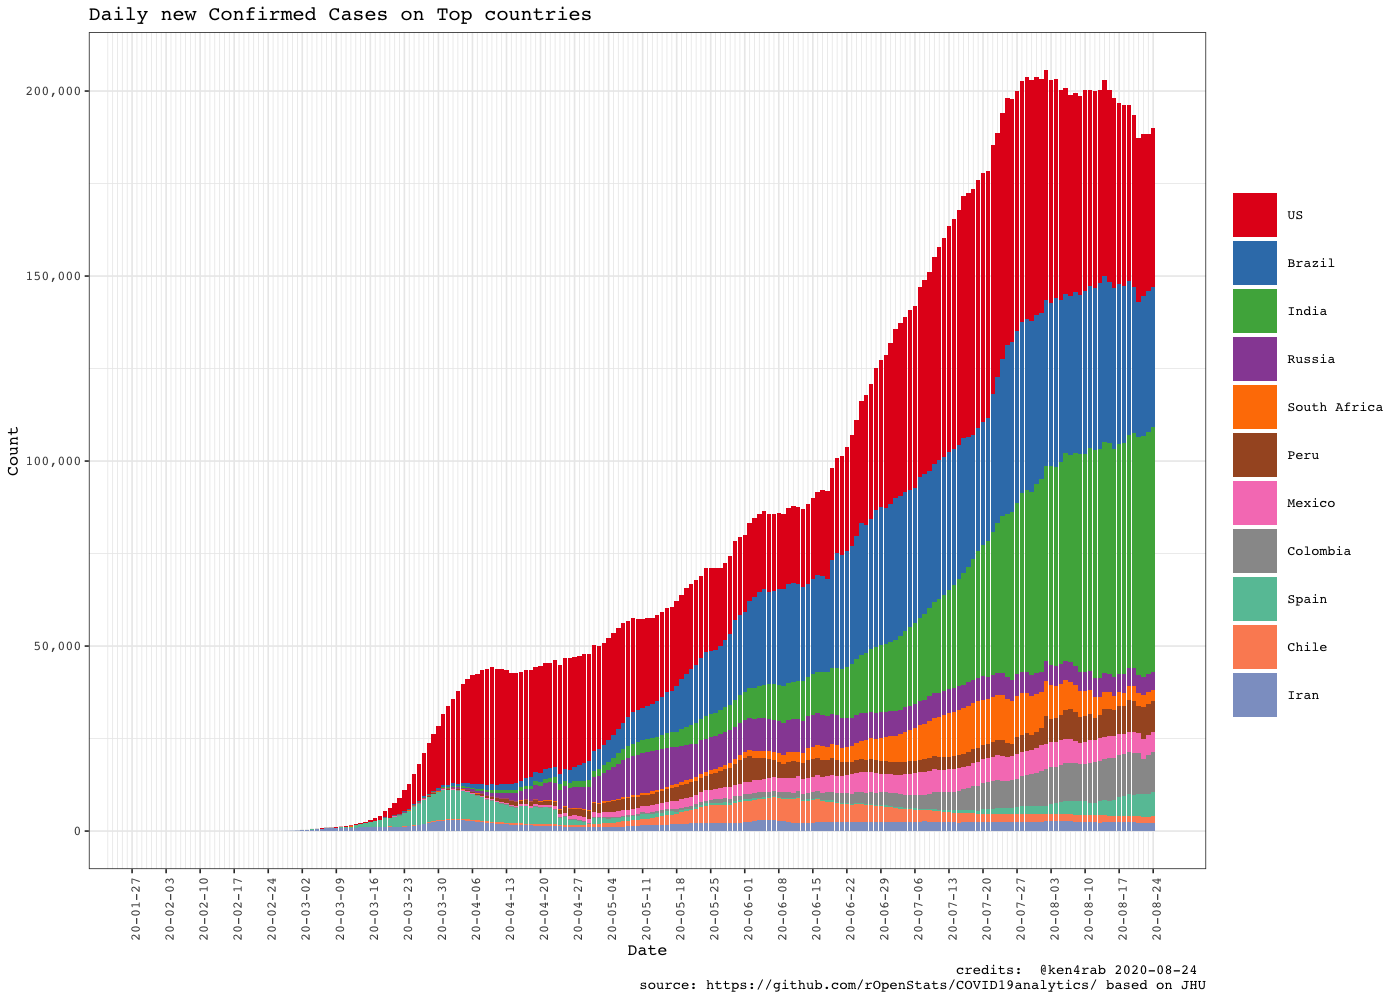 Daily new Confirmed Cases on Top countries
Count
200,000
150,000
100,000
50,000
0
20-01-27
20-02-03
20-02-10
20-02-17
20-02-24
20-03-02
20-03-09
20-03-16
20-03-23
20-03-30
20-04-06
20-04-13
20-04-20
20-04-27
20-05-04
20-05-11
20-05-18
20-05-25
20-06-01
20-06-08
20-06-15
20-06-22
20-06-29
20-07-06
20-07-13
20-07-20
20-07-27
20-08-03
20-08-10
20-08-17
20-08-24
Date
US
Brazil
India
Russia
South Africa
Peru
Mexico
Colombia
Spain
Chile
Iran
credits:  @ken4rab 2020-08-24
source: https://github.com/rOpenStats/COVID19analytics/ based on JHU